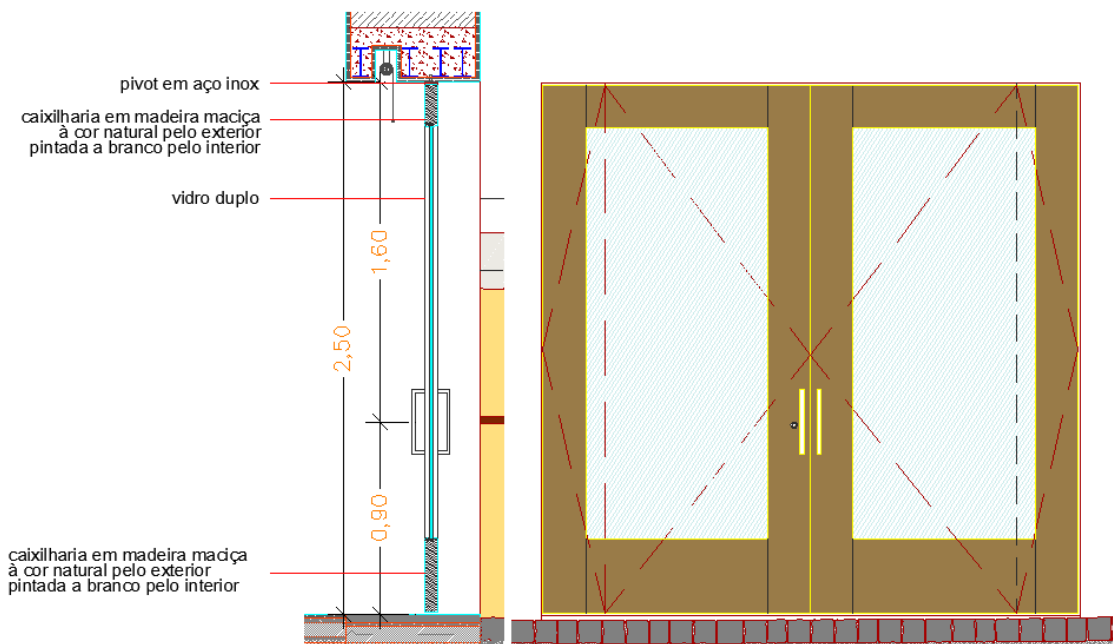 pivot em aço inox
caixilharia em madeira maciça
à cor natural pelo exterior
pintada a branco pelo interior
vidro duplo
1,60
2,50
0,90
caixilharia em madeira maciça
à cor natural pelo exterior
pintada a branco pelo interior